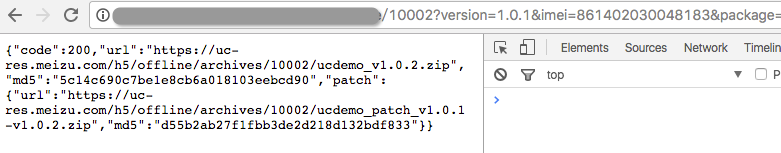 /10002?version=1.0.1&imei=861402030048183&package=
{"code":200,"url":"https://uc-
res.meizu.com/h5/offline/archives/10002/ucdemo_v1.0.2.zip",
"md5":"5c14c690c7be1e8cb6a018103eebcd90","patch":
{"url":"https://uc-
res.meizu.com/h5/offline/archives/10002/ucdemo_patch_v1.0.1
-v1.0.2.zip","md5":"d55b2ab27f1fbb3de2d218d132bdf833"}}
Elements Sources Network Timeline
top
P